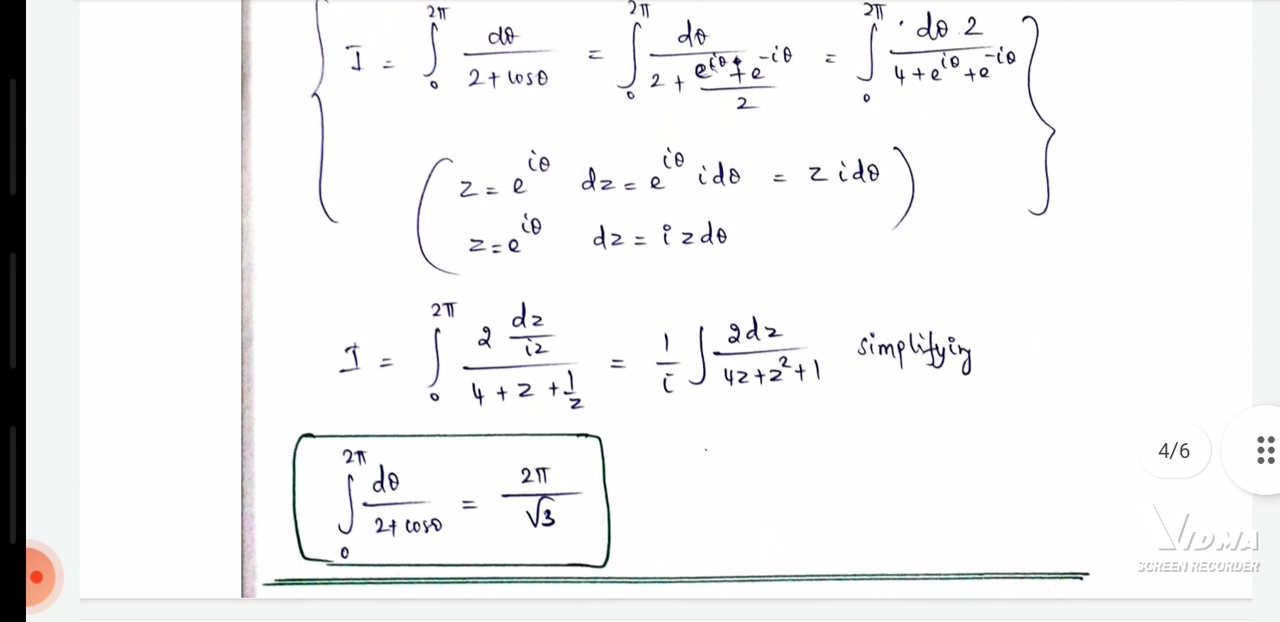 I = ∫₀^2π dθ / (2 + cosθ) = ∫₀^2π dθ / (2 + (e^iθ + e^-iθ)/2) = ∫₀^2π dθ 2 / (4 + e^iθ + e^-iθ)
( z = e^iθ dz = e^iθ idθ = z idθ
z = e^iθ dz = i z dθ )
I = ∫₀^2π 2 (dz/iz) / (4 + z + 1/z) = 1/i ∫ 2dz / (4z + z² + 1) simplifying
∫₀^2π dθ / (2 + cosθ) = 2π / √3
4/6
VIDMA
SCREEN RECORDER